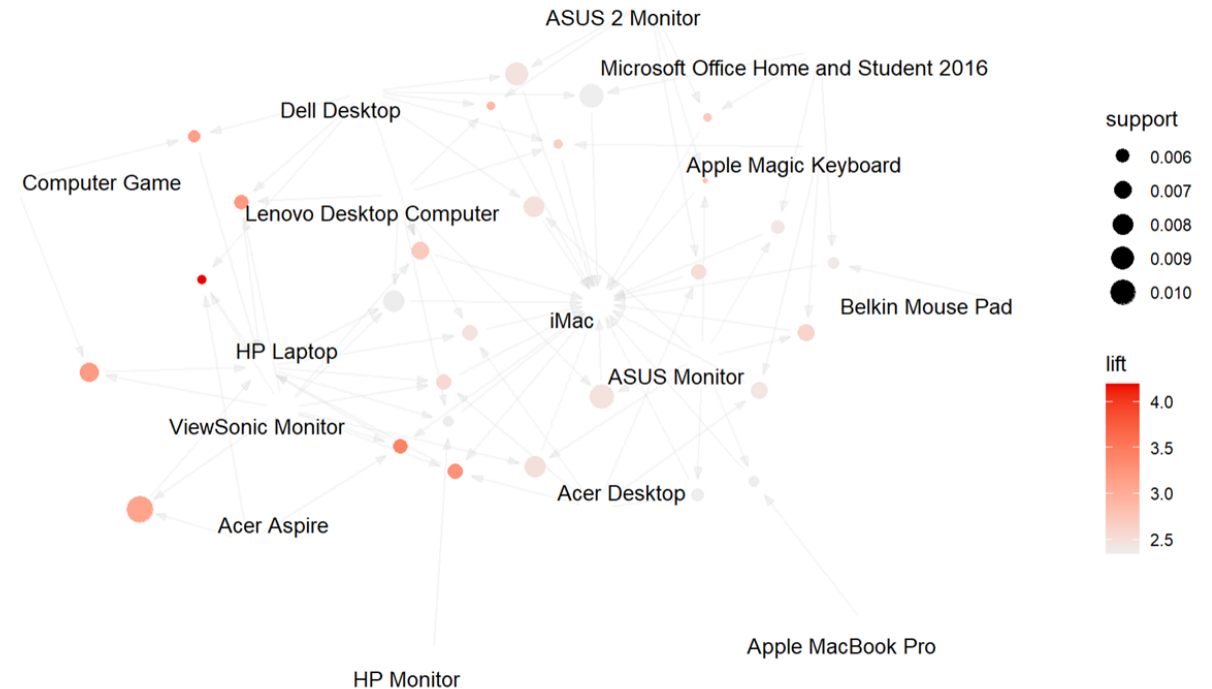 ASUS 2 Monitor
Microsoft Office Home and Student 2016
Dell Desktop
Apple Magic Keyboard
Computer Game
Lenovo Desktop Computer
Belkin Mouse Pad
iMac
HP Laptop
ASUS Monitor
ViewSonic Monitor
Acer Desktop
Acer Aspire
Apple MacBook Pro
HP Monitor
support
0.006
0.007
0.008
0.009
0.010
lift
4.0
3.5
3.0
2.5